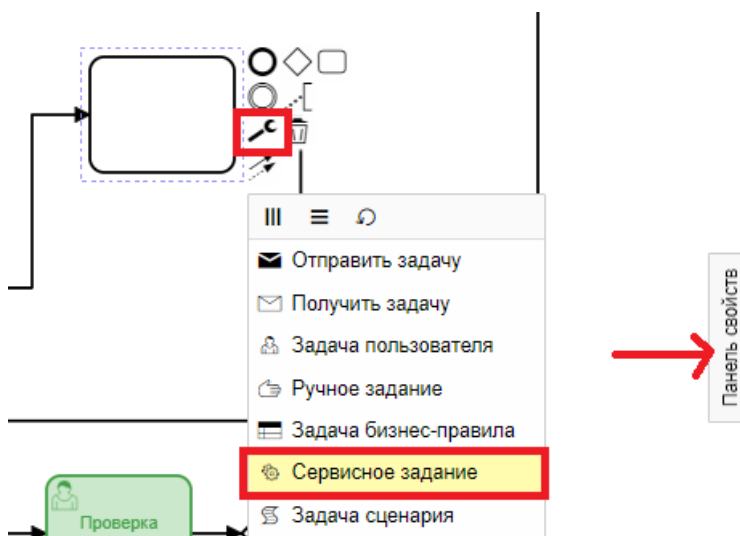 Отправить задачу
Получить задачу
Задача пользователя
Ручное задание
Задача бизнес-правила
Сервисное задание
Задача сценария
Проверка
Панель свойств